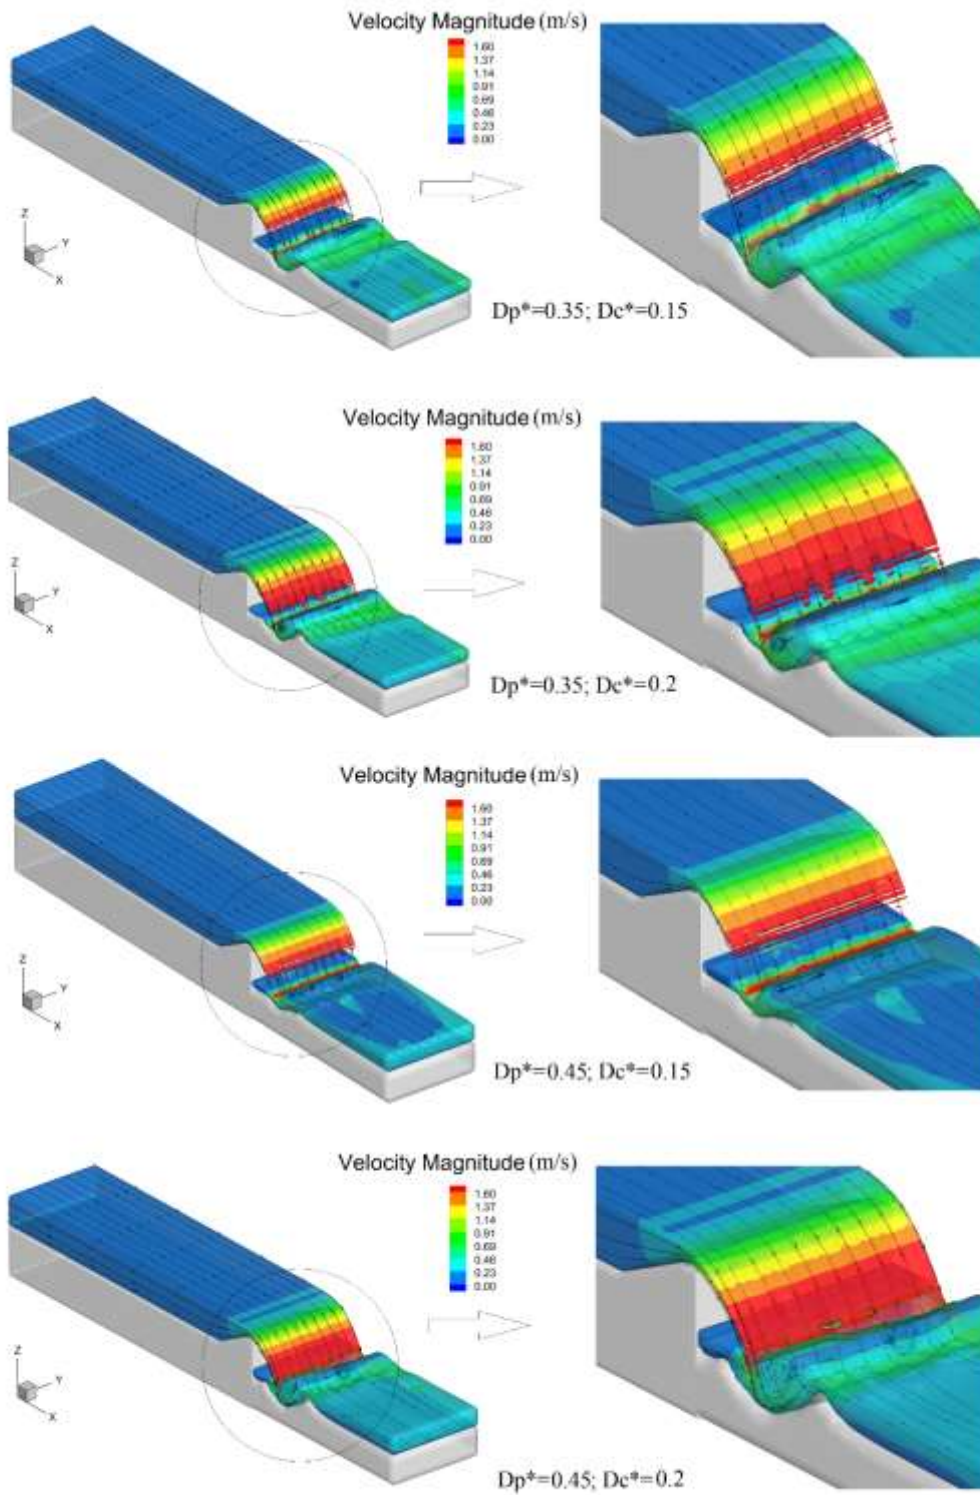 Velocity Magnitude (m/s)
1.60
1.37
1.14
0.91
0.69
0.46
0.23
0.00
Z
Y
X
Dp*=0.35; Dc*=0.15
Velocity Magnitude (m/s)
1.60
1.37
1.14
0.91
0.69
0.46
0.23
0.00
Z
Y
X
Dp*=0.35; Dc*=0.2
Velocity Magnitude (m/s)
1.60
1.37
1.14
0.91
0.69
0.46
0.23
0.00
Z
Y
X
Dp*=0.45; Dc*=0.15
Velocity Magnitude (m/s)
1.60
1.37
1.14
0.91
0.69
0.46
0.23
0.00
Z
Y
X
Dp*=0.45; Dc*=0.2